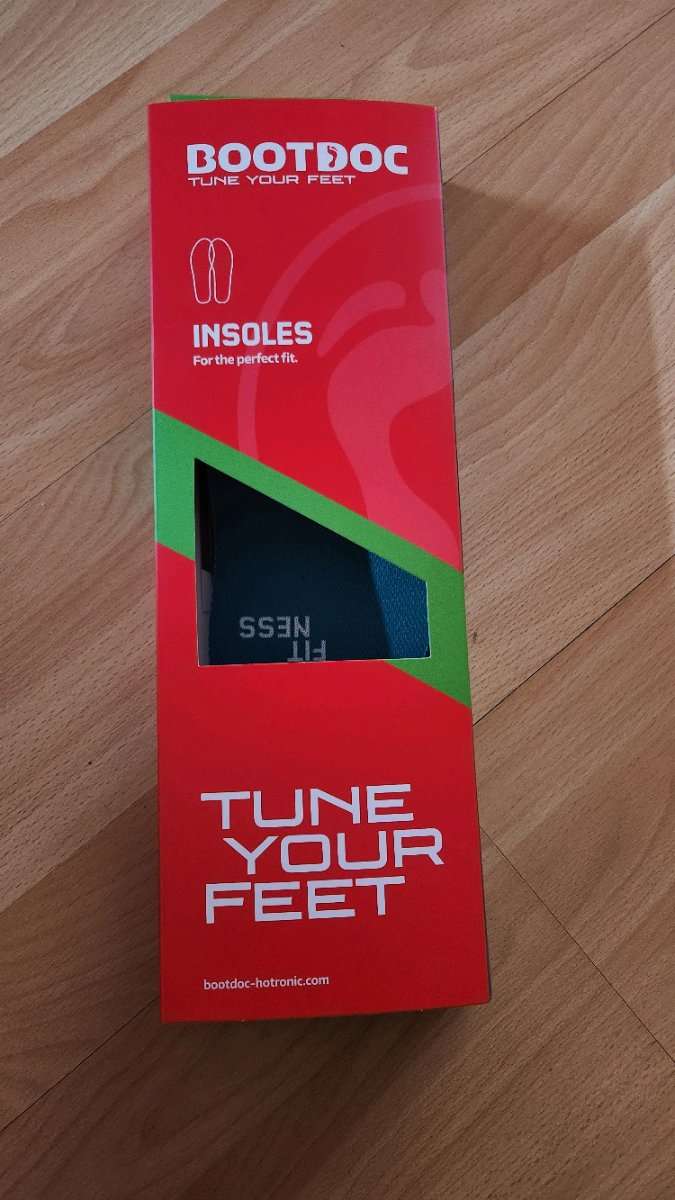 BOOTDOC
TUNE YOUR FEET
INSOLES
For the perfect fit.
FIT
NESS
TUNE
YOUR
FEET
bootdoc-hotronic.com